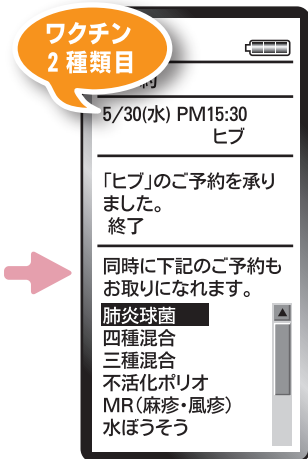 ワクチン
2種類目
約
5/30(水) PM15:30
ヒブ
「ヒブ」のご予約を承り
ました。
終了
同時に下記のご予約も
お取りになれます。
肺炎球菌
四種混合
三種混合
不活化ポリオ
MR(麻疹・風疹)
水ぼうそう